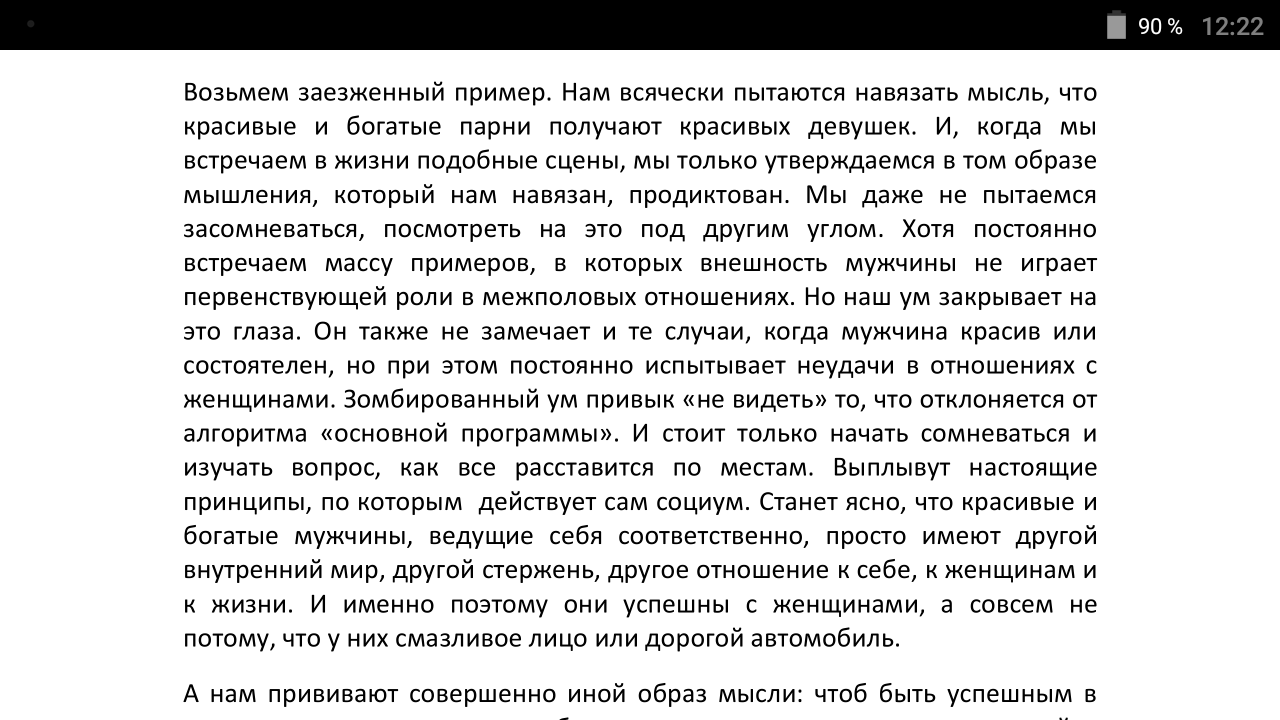 90 % 12:22
Возьмем заезженный пример. Нам всячески пытаются навязать мысль, что
красивые и богатые парни получают красивых девушек. И, когда мы
встречаем в жизни подобные сцены, мы только утверждаемся в том образе
мышления, который нам навязан, продиктован. Мы даже не пытаемся
засомневаться, посмотреть на это под другим углом. Хотя постоянно
встречаем массу примеров, в которых внешность мужчины не играет
первенствующей роли в межполовых отношениях. Но наш ум закрывает на
это глаза. Он также не замечает и те случаи, когда мужчина красив или
состоятелен, но при этом постоянно испытывает неудачи в отношениях с
женщинами. Зомбированный ум привык «не видеть» то, что отклоняется от
алгоритма «основной программы». И стоит только начать сомневаться и
изучать вопрос, как все расставится по местам. Выплывут настоящие
принципы, по которым  действует сам социум. Станет ясно, что красивые и
богатые мужчины, ведущие себя соответственно, просто имеют другой
внутренний мир, другой стержень, другое отношение к себе, к женщинам и
к жизни. И именно поэтому они успешны с женщинами, а совсем не
потому, что у них смазливое лицо или дорогой автомобиль.
А нам прививают совершенно иной образ мысли: чтоб быть успешным в